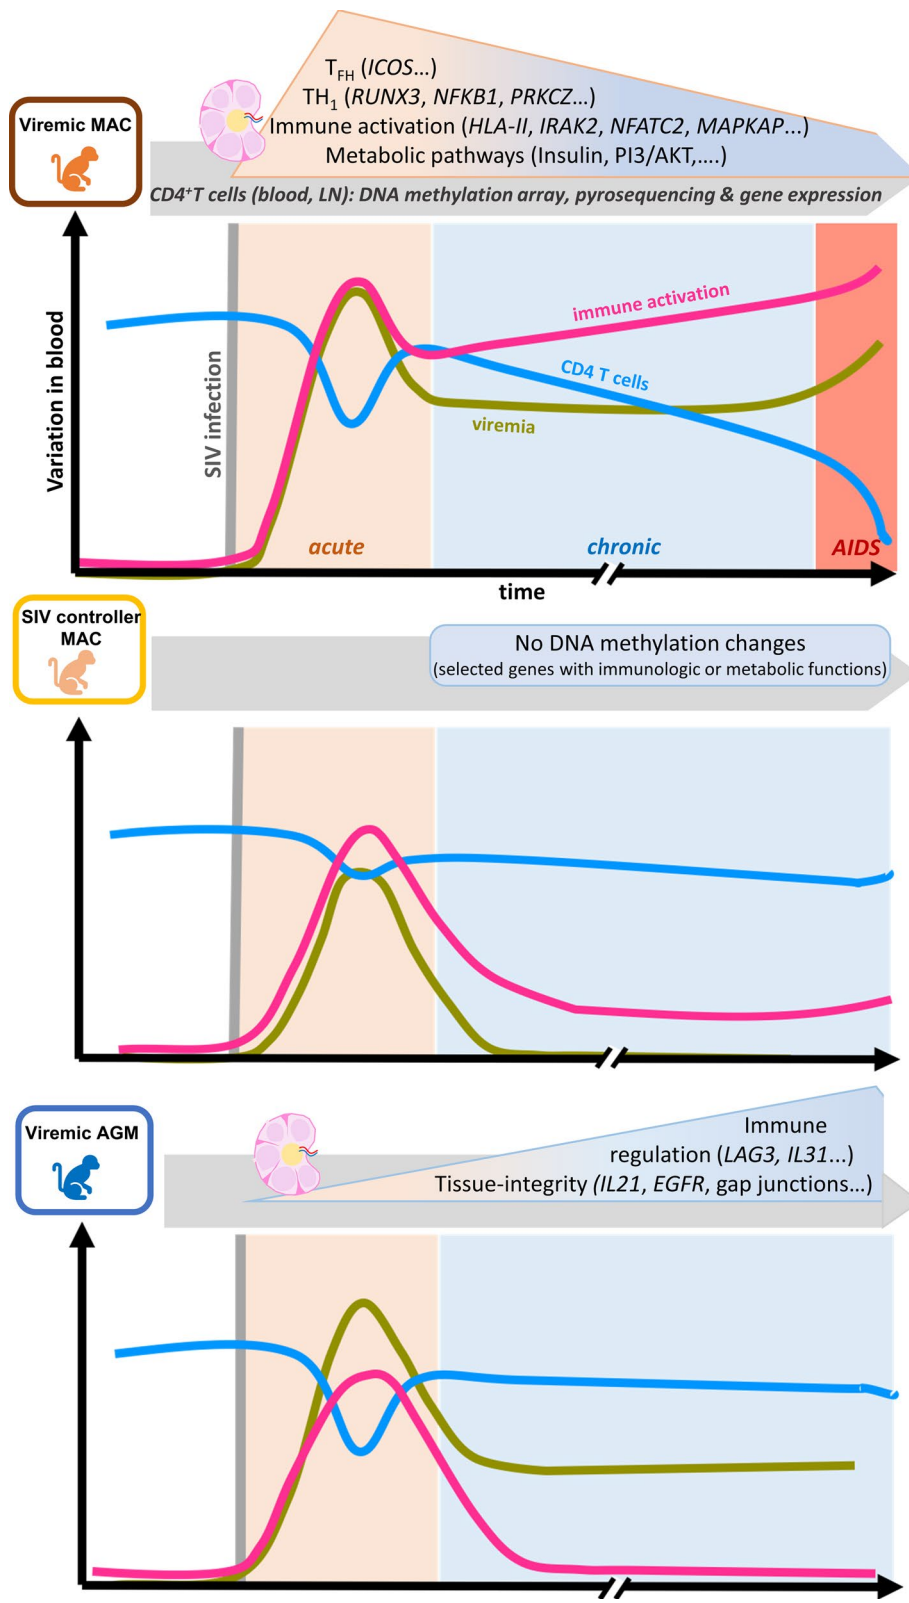 T_FH (ICOS...)
TH₁ (RUNX3, NFKB1, PRKCZ...)
Viremic MAC
Immune activation (HLA-II, IRAK2, NFATC2, MAPKAP...)
Metabolic pathways (Insulin, PI3/AKT,....)
CD4⁺T cells (blood, LN): DNA methylation array, pyrosequencing & gene expression
Variation in blood
SIV infection
immune activation
CD4 T cells
viremia
acute
chronic
AIDS
time
SIV controller
MAC
No DNA methylation changes
(selected genes with immunologic or metabolic functions)
Viremic AGM
Immune
regulation (LAG3, IL31...)
Tissue-integrity (IL21, EGFR, gap junctions...)